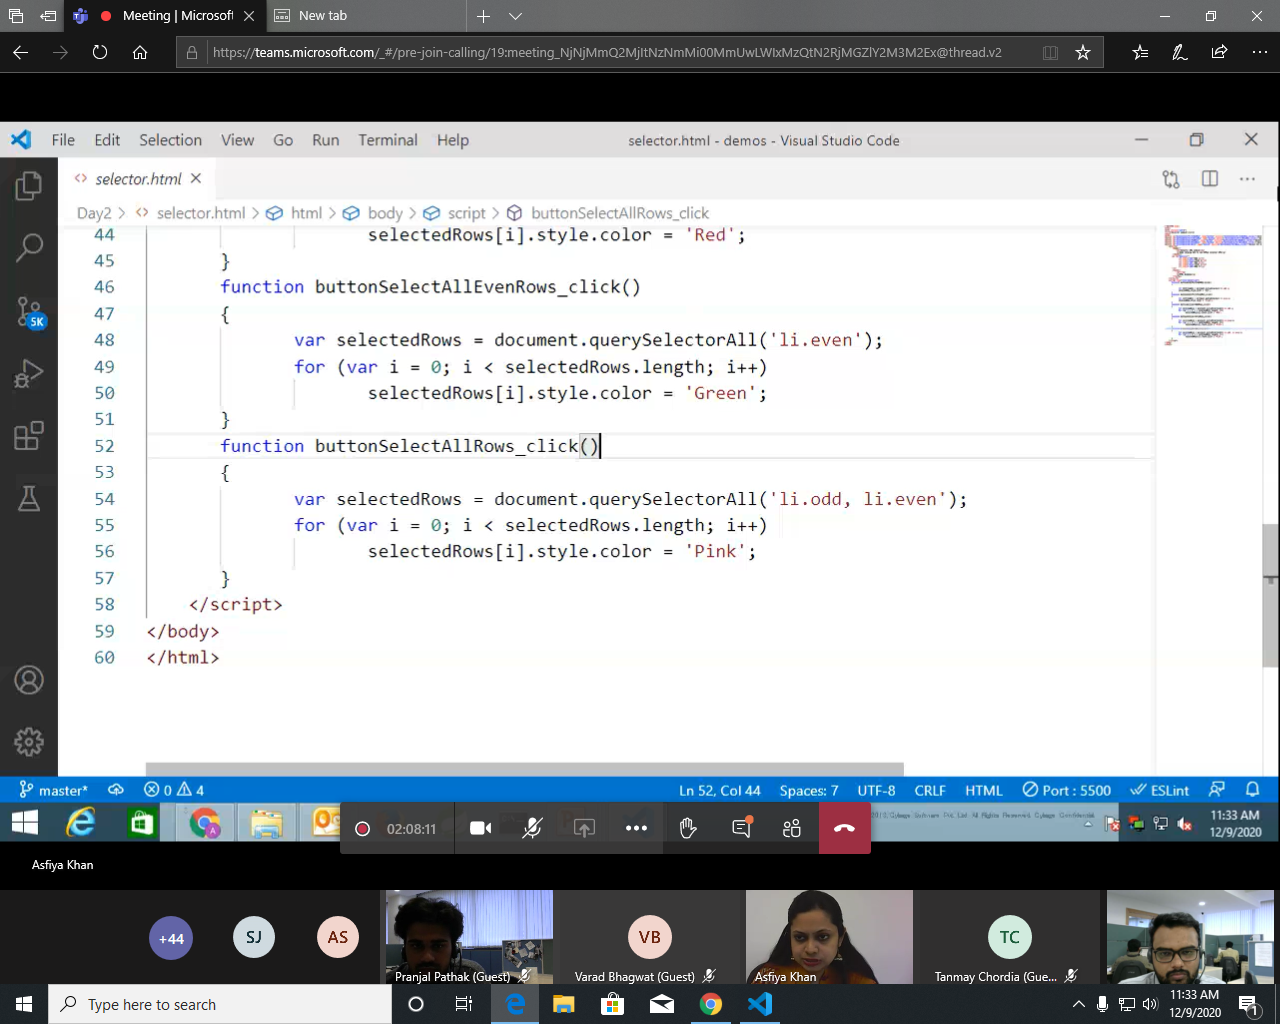 Meeting | Microsoft
New tab
https://teams.microsoft.com/_#/pre-join-calling/19:meeting_NjNjMmQ2MjItNzNmMi00MmUwLWIxMzQtN2RjMGZlY2M3M2Ex@thread.v2
File Edit Selection View Go Run Terminal Help
selector.html - demos - Visual Studio Code
selector.html
Day2 > selector.html > html > body > script > buttonSelectAllRows_click
44 selectedRows[i].style.color = 'Red';
45 }
46 function buttonSelectAllEvenRows_click()
47 {
48 var selectedRows = document.querySelectorAll('li.even');
49 for (var i = 0; i < selectedRows.length; i++)
50 selectedRows[i].style.color = 'Green';
51 }
52 function buttonSelectAllRows_click()
53 {
54 var selectedRows = document.querySelectorAll('li.odd, li.even');
55 for (var i = 0; i < selectedRows.length; i++)
56 selectedRows[i].style.color = 'Pink';
57 }
58 </script>
59 </body>
60 </html>
5K
master* 0 4
Ln 52, Col 44 Spaces: 7 UTF-8 CRLF HTML Port : 5500 ESLint
02:08:11
11:33 AM
12/9/2020
Asfiya Khan
+44 SJ AS VB TC
Pranjal Pathak (Guest)
Varad Bhagwat (Guest)
Asfiya Khan
Tanmay Chordia (Gue...
Type here to search
11:33 AM
12/9/2020
1